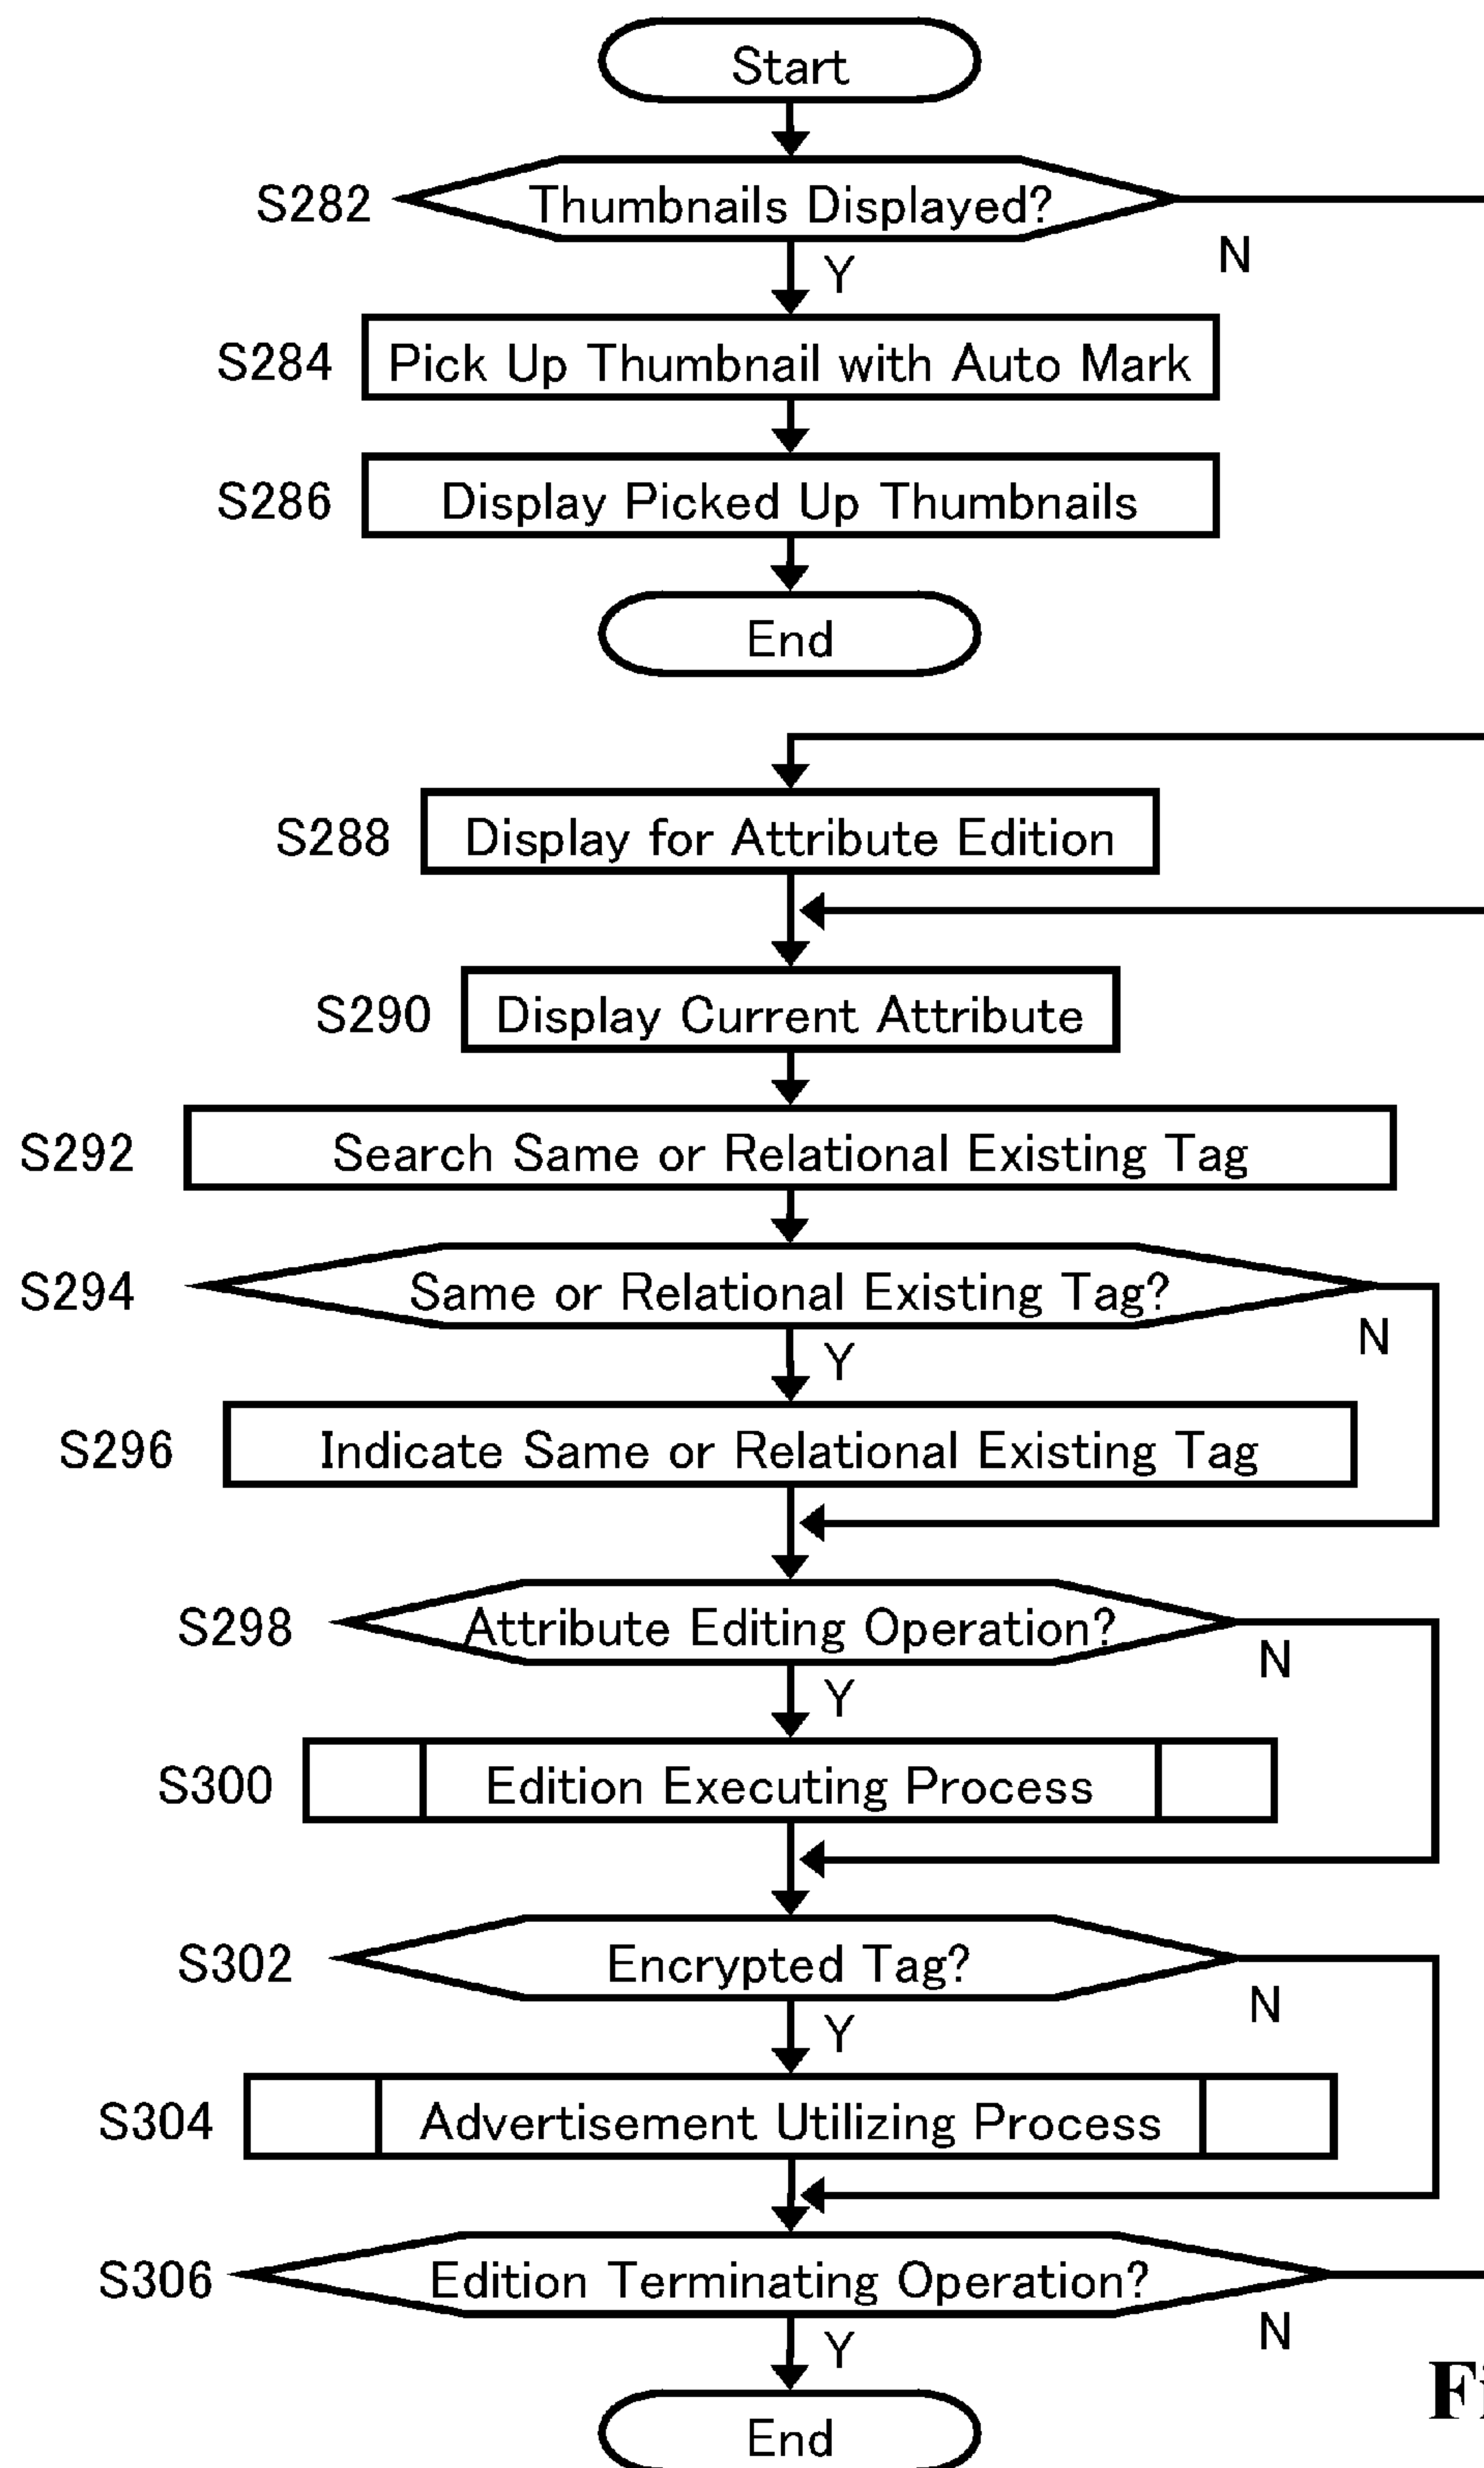 Start
S282 Thumbnails Displayed?
N
Y
S284 Pick Up Thumbnail with Auto Mark
S286 Display Picked Up Thumbnails
End
S288 Display for Attribute Edition
S290 Display Current Attribute
S292 Search Same or Relational Existing Tag
S294 Same or Relational Existing Tag?
N
Y
S296 Indicate Same or Relational Existing Tag
S298 Attribute Editing Operation?
N
Y
S300 Edition Executing Process
S302 Encrypted Tag?
N
Y
S304 Advertisement Utilizing Process
S306 Edition Terminating Operation?
N
Y
End